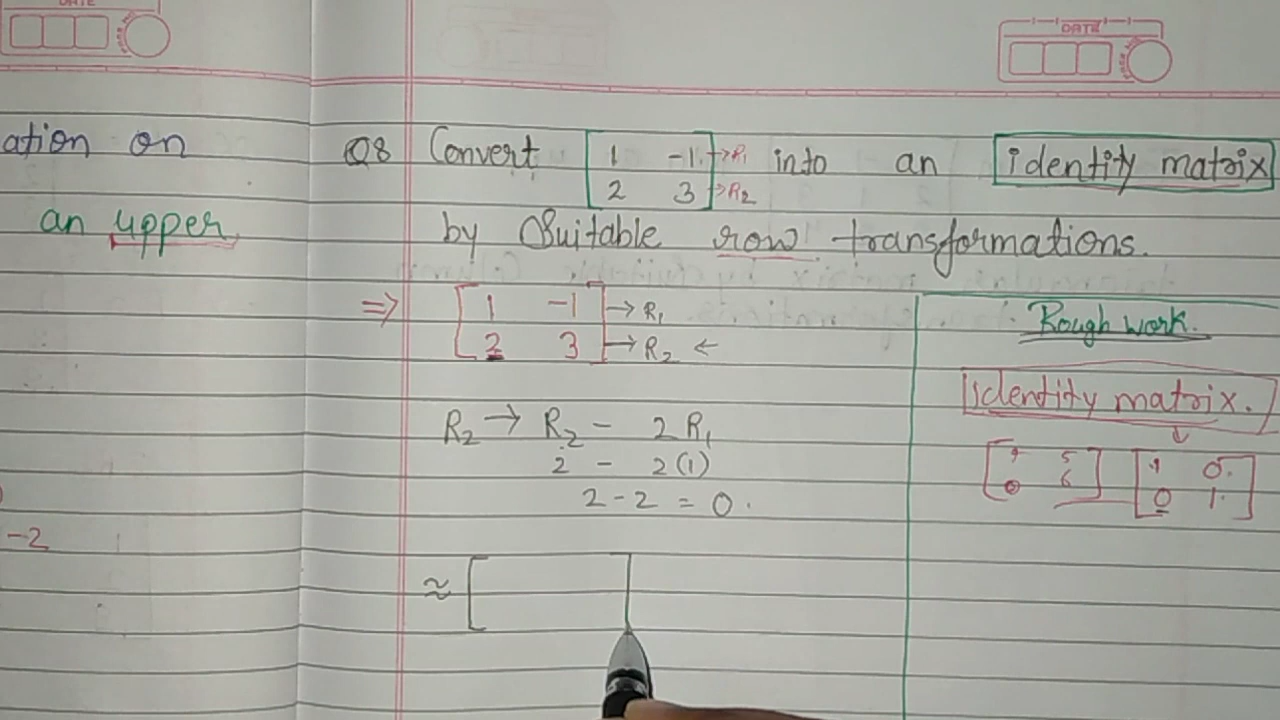 DATE
DATE
ation on
an upper
-2
Q8 Convert [ 1 -1 → R1 into an identity matrix
2 3 ] → R2
by Suitable row transformations.
⇒ [ 1 -1 → R1
2 3 ] → R2 ←
R2 → R2 - 2 R1
2 - 2(1)
2 - 2 = 0.
≈ [ ]
Rough work.
identity matrix.
↓
1 0.
0 1.